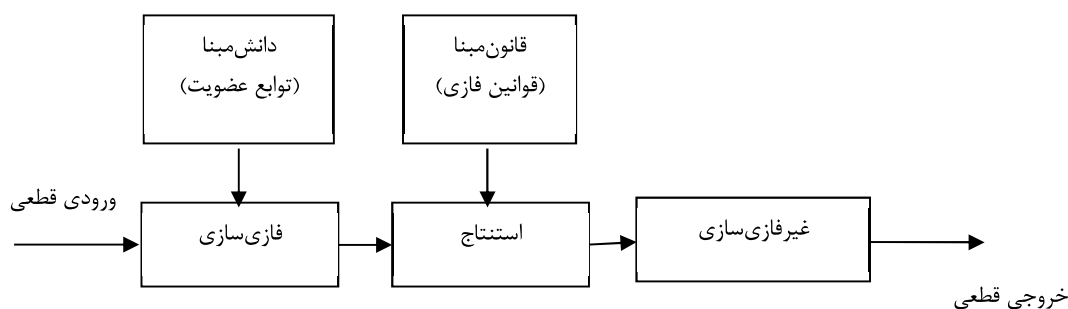 دانش‌مبنا
(توابع عضویت)
قانون‌مبنا
(قوانین فازی)
ورودی قطعی
فازی‌سازی
استنتاج
غیرفازی‌سازی
خروجی قطعی